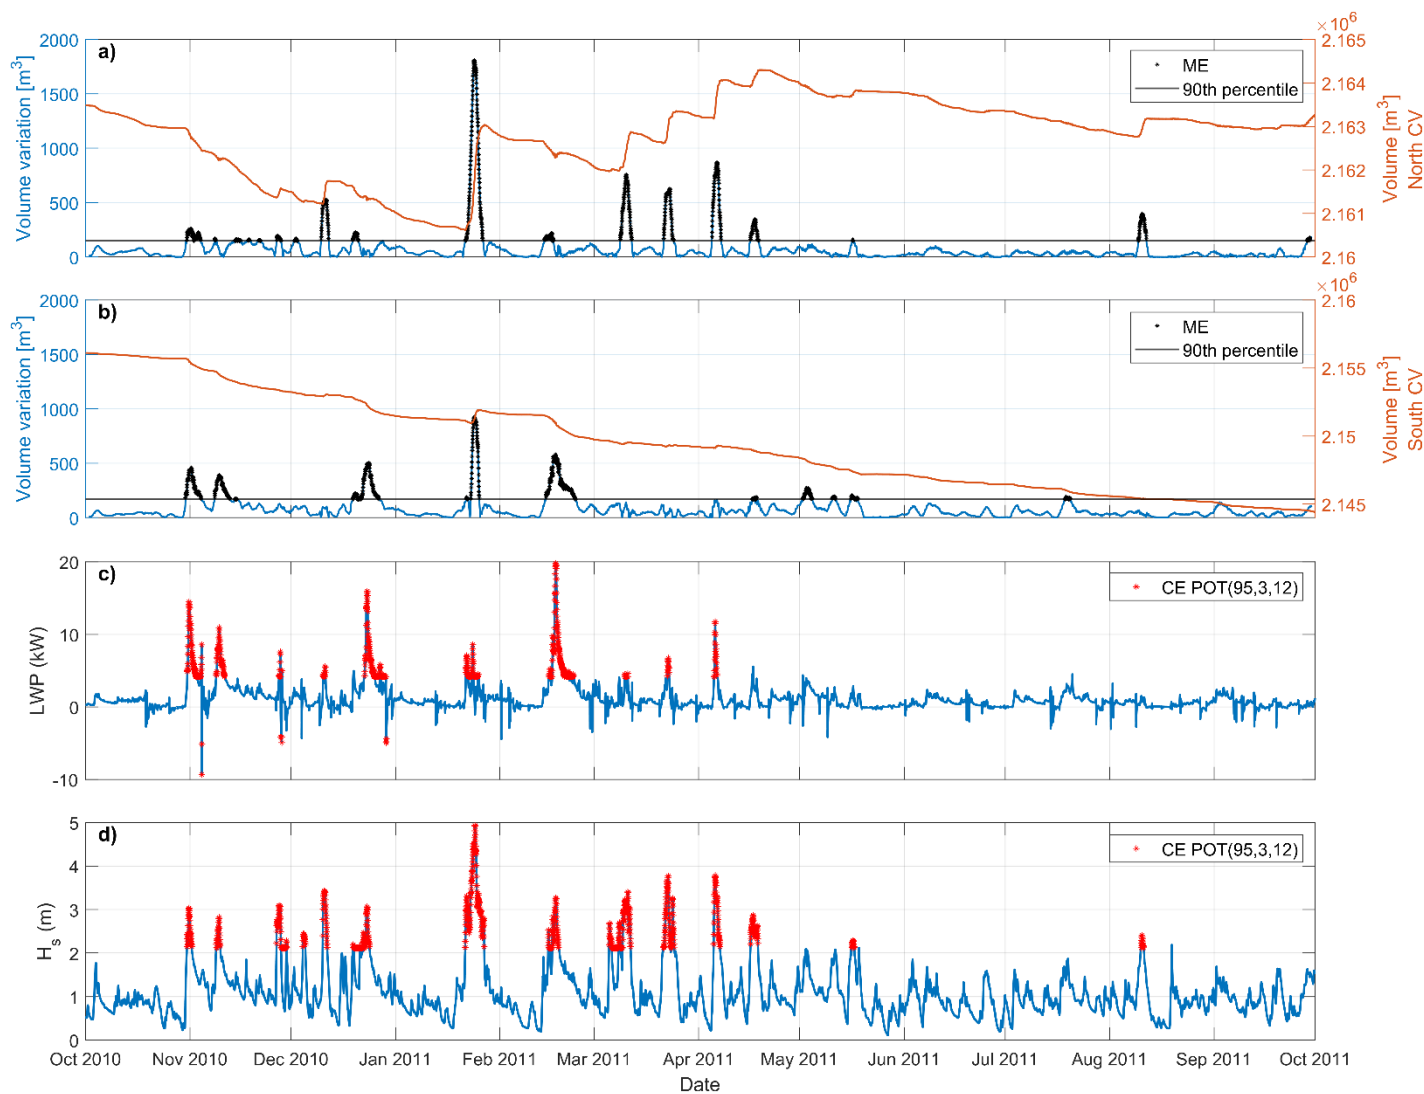 a)
×10^6
2000
1500
1000
500
0
Volume variation [m^3]
2.165
2.164
2.163
2.162
2.161
2.16
Volume [m^3]
North CV
ME
90th percentile
b)
×10^6
2000
1500
1000
500
0
Volume variation [m^3]
2.16
2.155
2.15
2.145
Volume [m^3]
South CV
ME
90th percentile
c)
20
10
0
-10
LWP (kW)
CE POT(95,3,12)
d)
5
4
3
2
1
0
H_s (m)
CE POT(95,3,12)
Oct 2010 Nov 2010 Dec 2010 Jan 2011 Feb 2011 Mar 2011 Apr 2011 May 2011 Jun 2011 Jul 2011 Aug 2011 Sep 2011 Oct 2011
Date